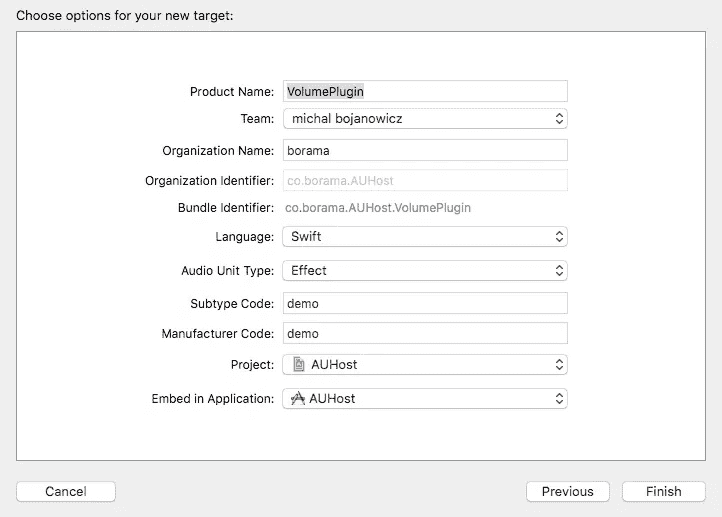 Choose options for your new target:
Product Name: VolumePlugin
Team: michal bojanowicz
Organization Name: borama
Organization Identifier: co.borama.AUHost
Bundle Identifier: co.borama.AUHost.VolumePlugin
Language: Swift
Audio Unit Type: Effect
Subtype Code: demo
Manufacturer Code: demo
Project: AUHost
Embed in Application: AUHost
Cancel Previous Finish